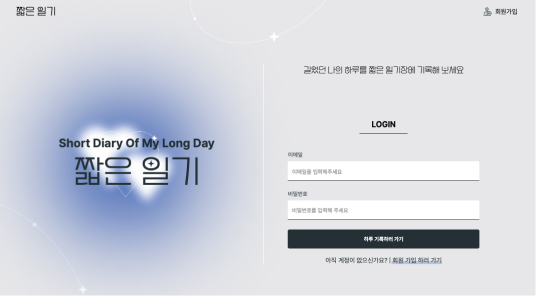 짧은 일기
회원가입
길었던 나의 하루를 짧은 일기장에 기록해 보세요
LOGIN
Short Diary Of My Long Day
짧은 일기
이메일
이메일을 입력해주세요
비밀번호
비밀번호를 입력해 주세요
하루 기록하러 가기
아직 계정이 없으신가요? | 회원 가입 하러 가기